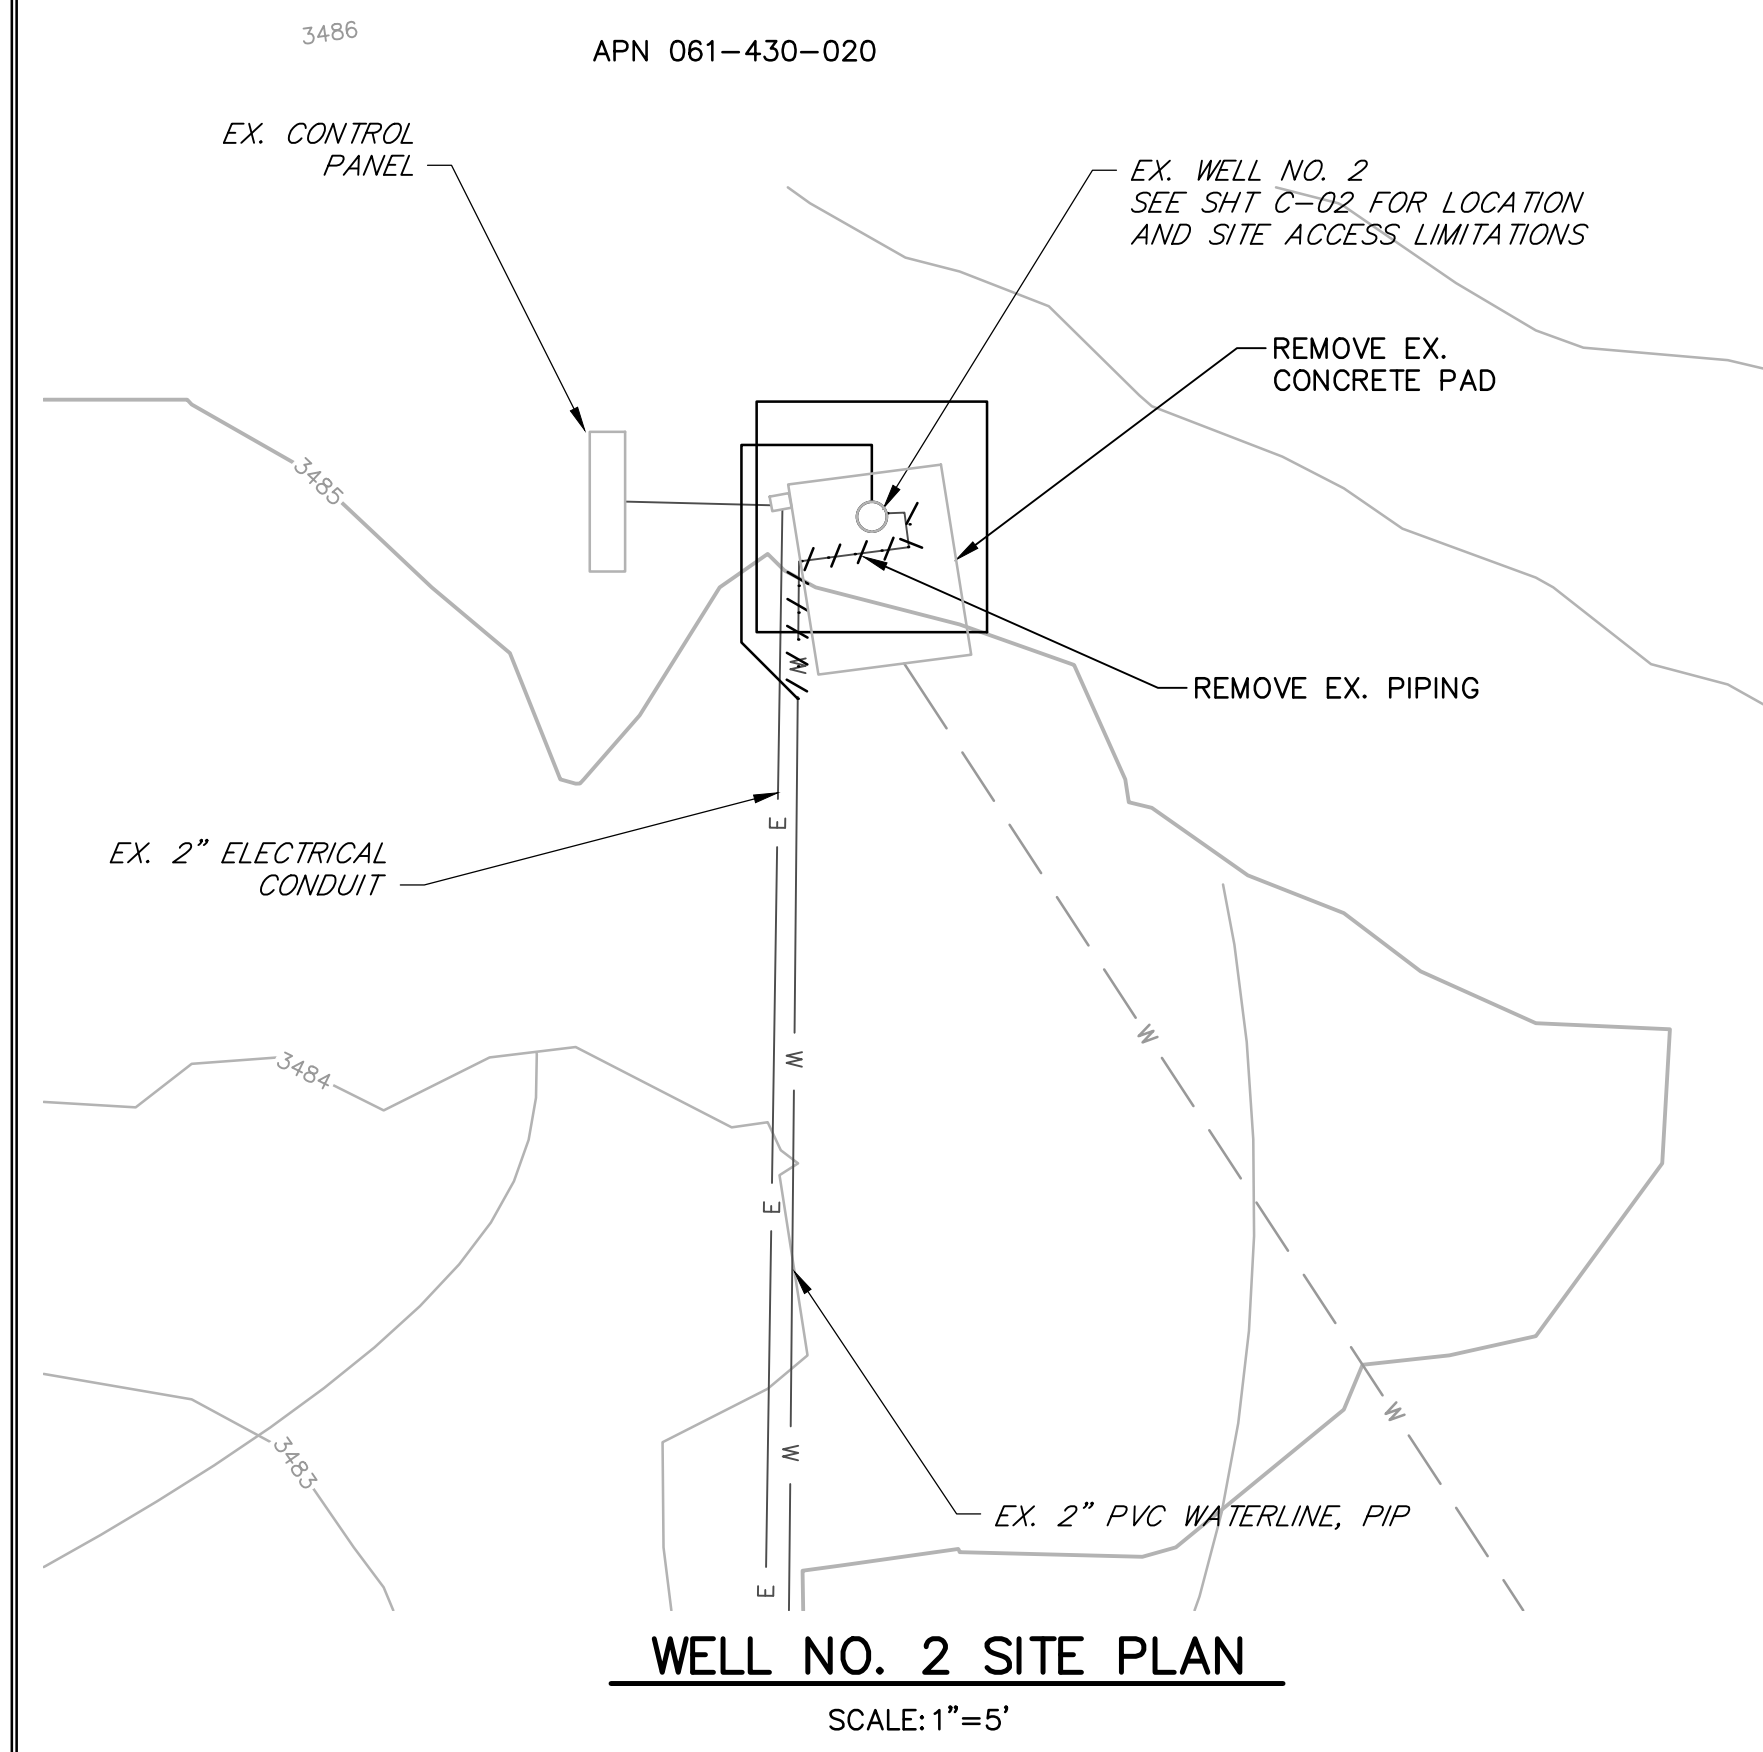 3486
APN 061-430-020
EX. CONTROL
PANEL
EX. WELL NO. 2
SEE SHT C-02 FOR LOCATION
AND SITE ACCESS LIMITATIONS
REMOVE EX.
CONCRETE PAD
3485
W
REMOVE EX. PIPING
E
EX. 2" ELECTRICAL
CONDUIT
W
W
3484
E
W
3483
W
EX. 2" PVC WATERLINE, PIP
E
WELL NO. 2 SITE PLAN
SCALE: 1"=5'